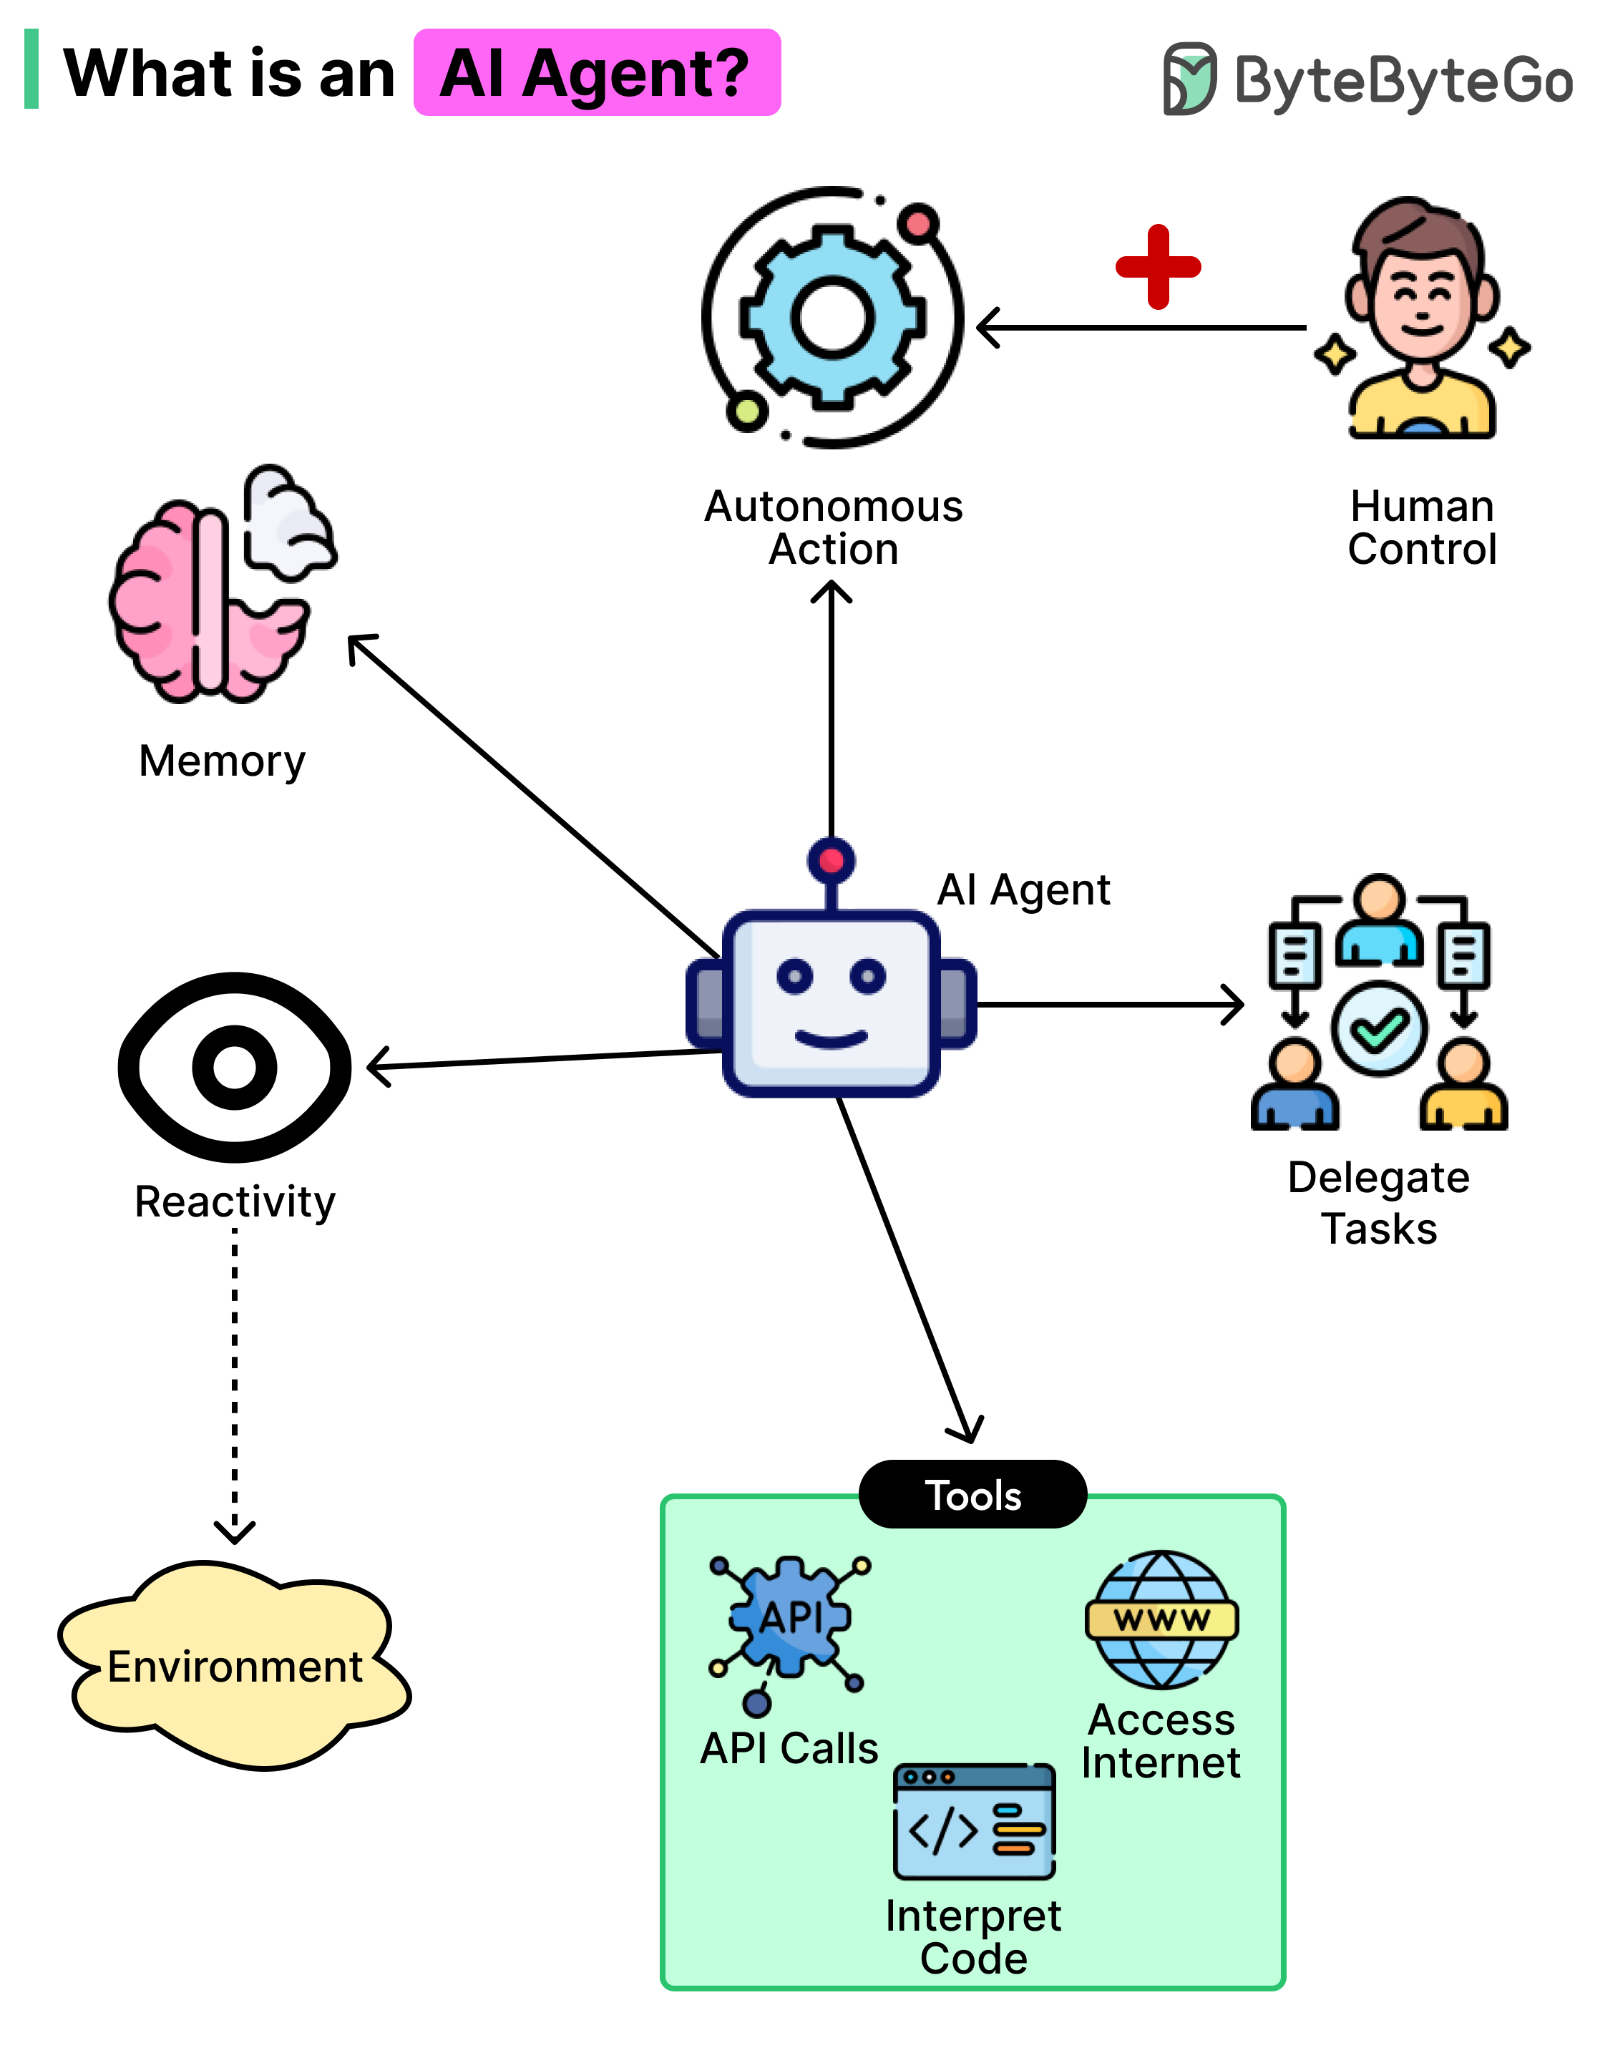 What is an AI Agent?
ByteByteGo
Autonomous
Action
Human
Control
Memory
AI Agent
Reactivity
Delegate
Tasks
Tools
API
WWW
Access
Internet
API Calls
Environment
</>
Interpret
Code